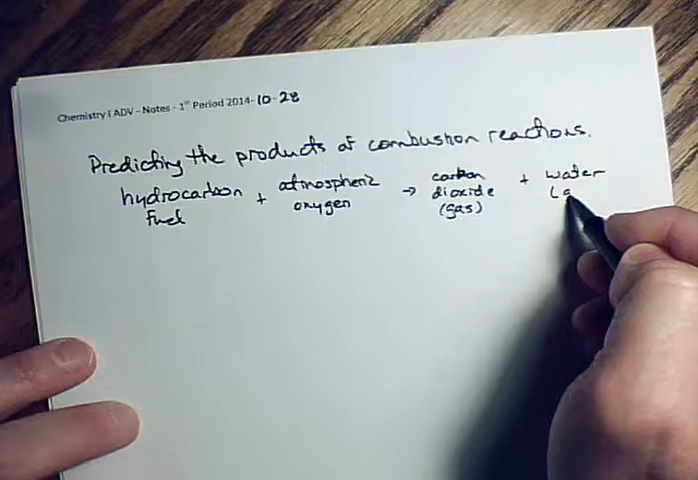 Chemistry I ADV – Notes - 1st Period 2014-10-28
Predicting the products of combustion reactions.
hydrocarbon + atmospheric → carbon + water
fuel oxygen dioxide (g
(gas)